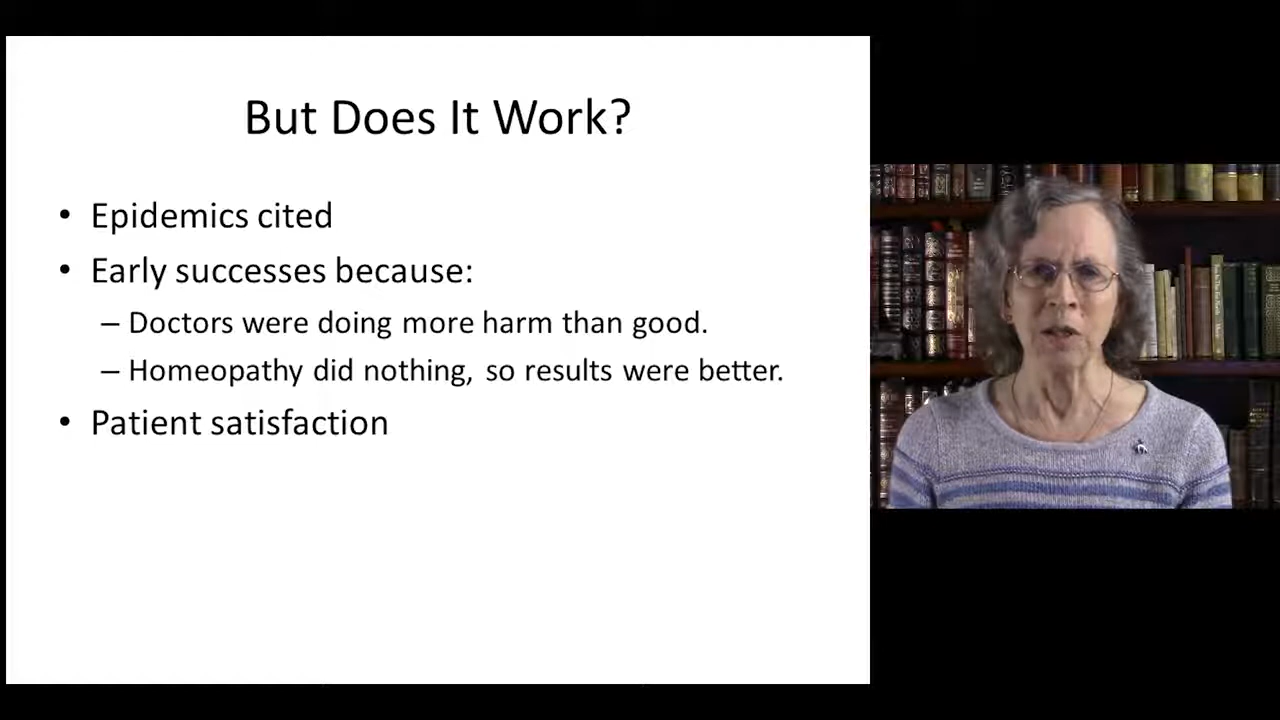 But Does It Work?
• Epidemics cited
• Early successes because:
– Doctors were doing more harm than good.
– Homeopathy did nothing, so results were better.
• Patient satisfaction